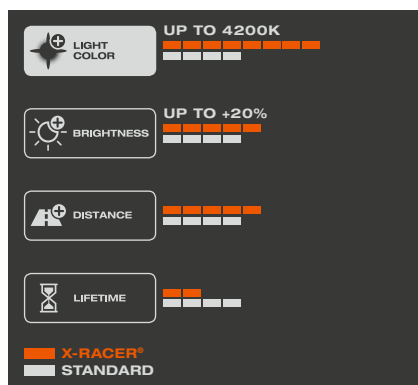 UP TO 4200K
LIGHT
COLOR
UP TO +20%
BRIGHTNESS
DISTANCE
LIFETIME
X-RACER®
STANDARD